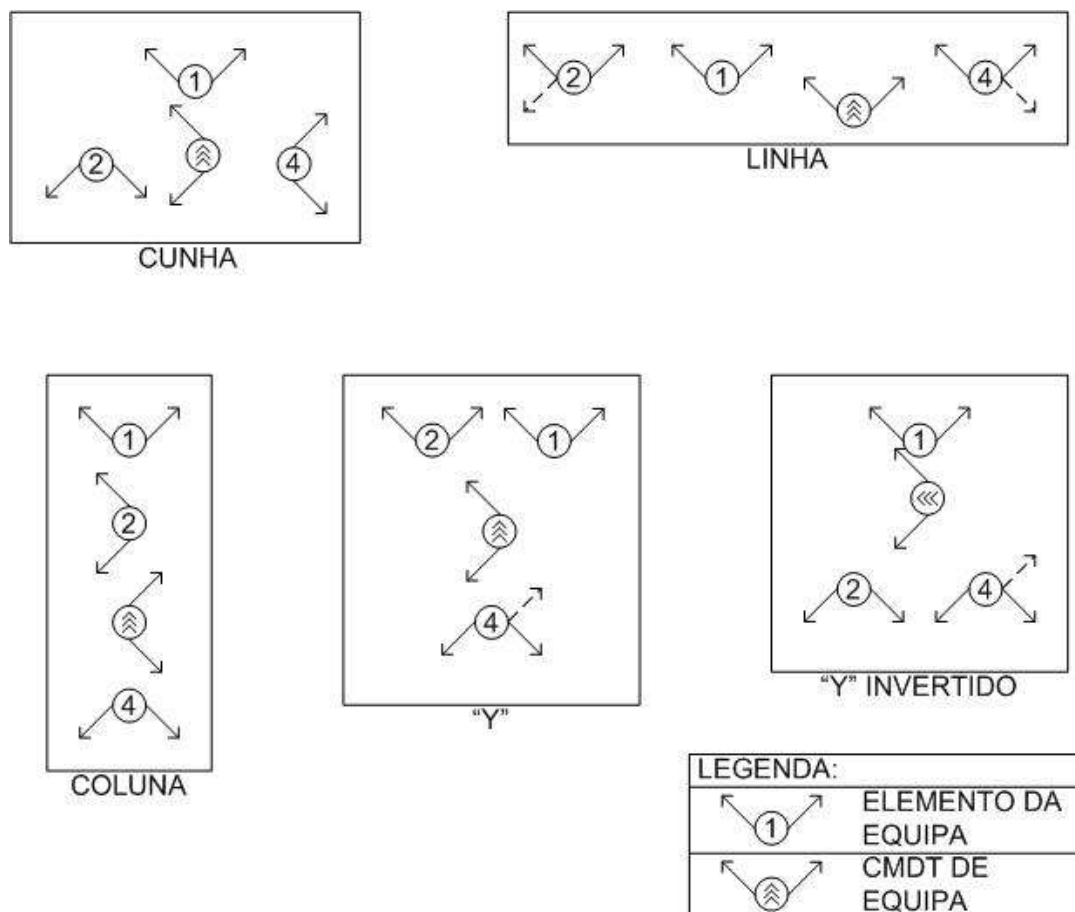 1
2
4
CUNHA
2
1
4
LINHA
1
2
4
COLUNA
2
1
4
“Y”
1
2
4
“Y” INVERTIDO
LEGENDA:
1
ELEMENTO DA
EQUIPA
CMDT DE
EQUIPA